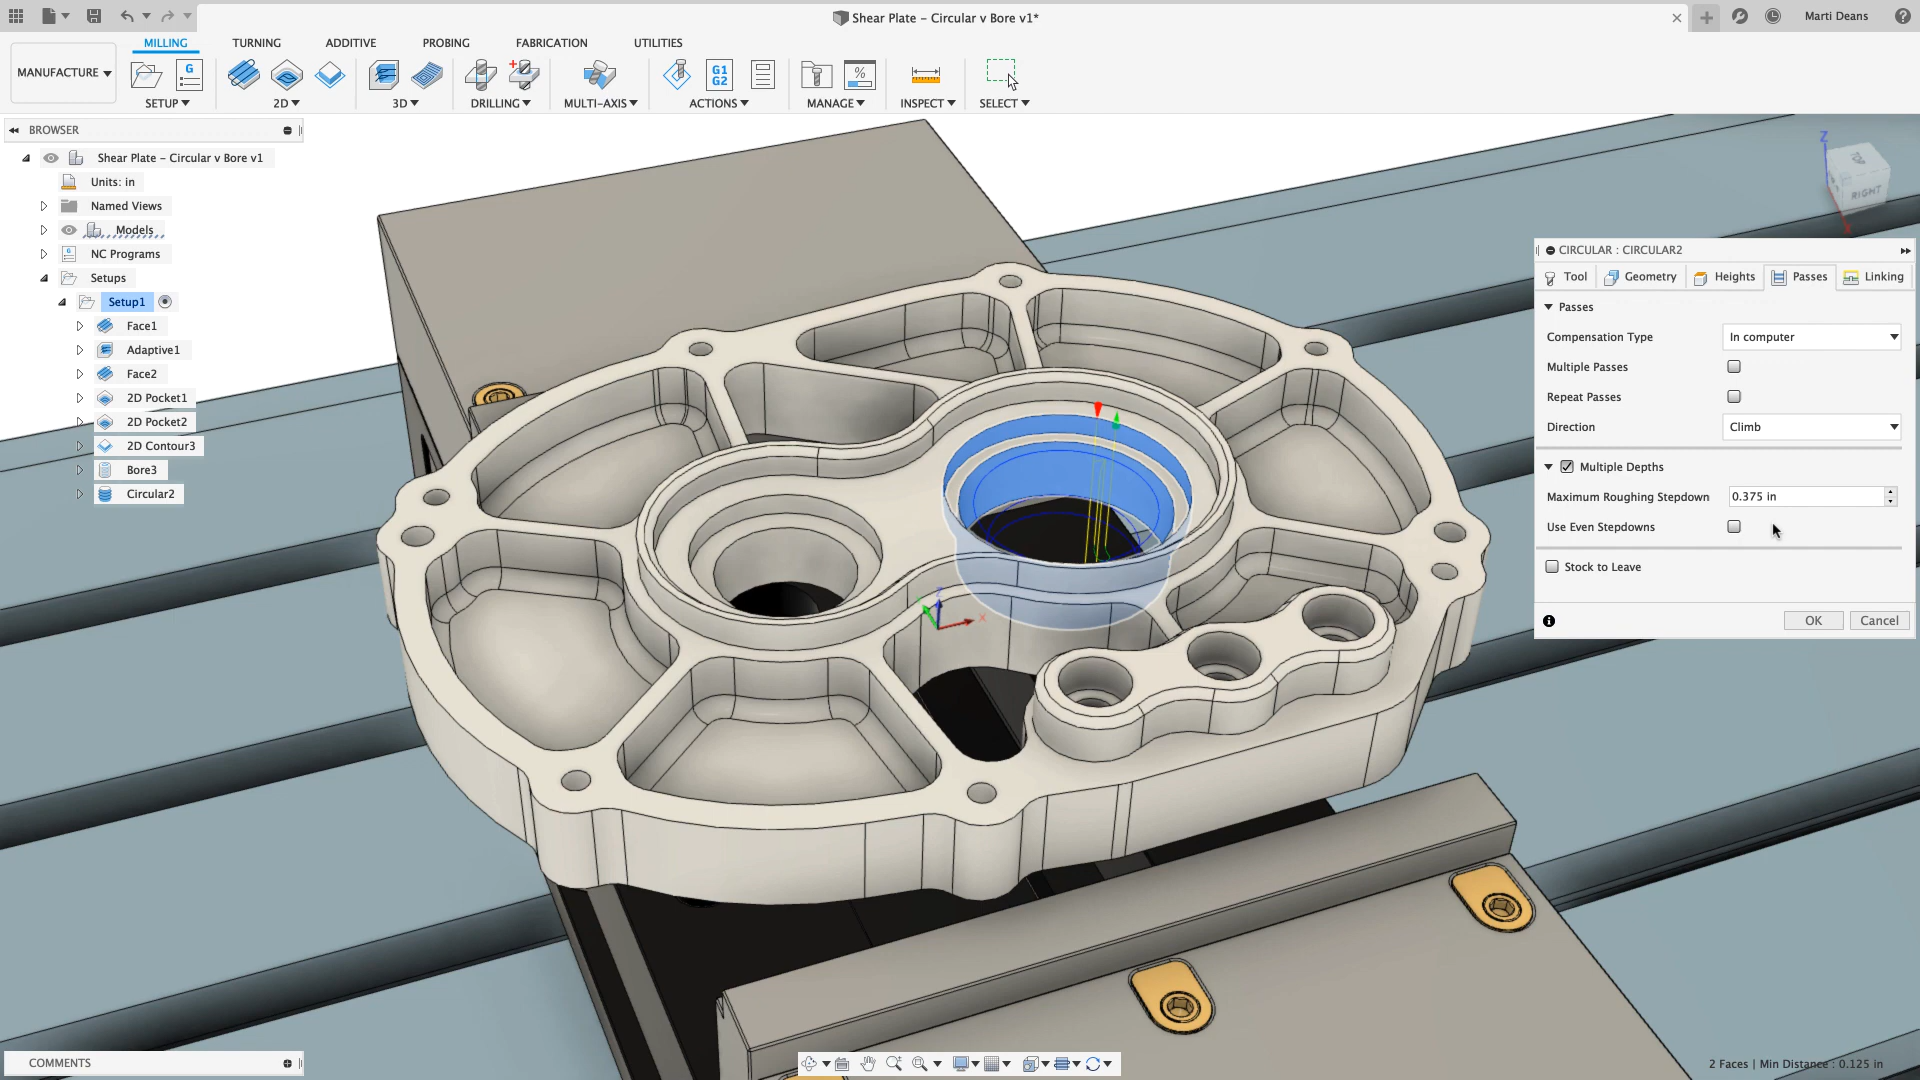 Shear Plate – Circular v Bore v1*
Marti Deans
MANUFACTURE
MILLING TURNING ADDITIVE PROBING FABRICATION UTILITIES
G
G1
G2
%
SETUP 2D 3D DRILLING MULTI-AXIS ACTIONS MANAGE INSPECT SELECT
BROWSER
Shear Plate – Circular v Bore v1
Units: in
Named Views
Models
NC Programs
Setups
Setup1
Face1
Adaptive1
Face2
2D Pocket1
2D Pocket2
2D Contour3
Bore3
Circular2
Z
TOP
RIGHT
X
Z
X
CIRCULAR : CIRCULAR2
Tool Geometry Heights Passes Linking
Passes
Compensation Type In computer
Multiple Passes
Repeat Passes
Direction Climb
Multiple Depths
Maximum Roughing Stepdown 0.375 in
Use Even Stepdowns
Stock to Leave
OK Cancel
COMMENTS
2 Faces | Min Distance : 0.125 in